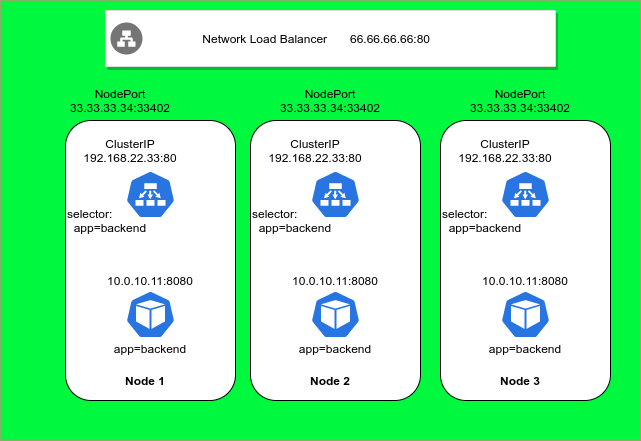 Network Load Balancer 66.66.66.66:80
NodePort
33.33.33.34:33402
NodePort
33.33.33.34:33402
NodePort
33.33.33.34:33402
ClusterIP
192.168.22.33:80
selector:
app=backend
10.0.10.11:8080
app=backend
Node 1
ClusterIP
192.168.22.33:80
selector:
app=backend
10.0.10.11:8080
app=backend
Node 2
ClusterIP
192.168.22.33:80
selector:
app=backend
10.0.10.11:8080
app=backend
Node 3